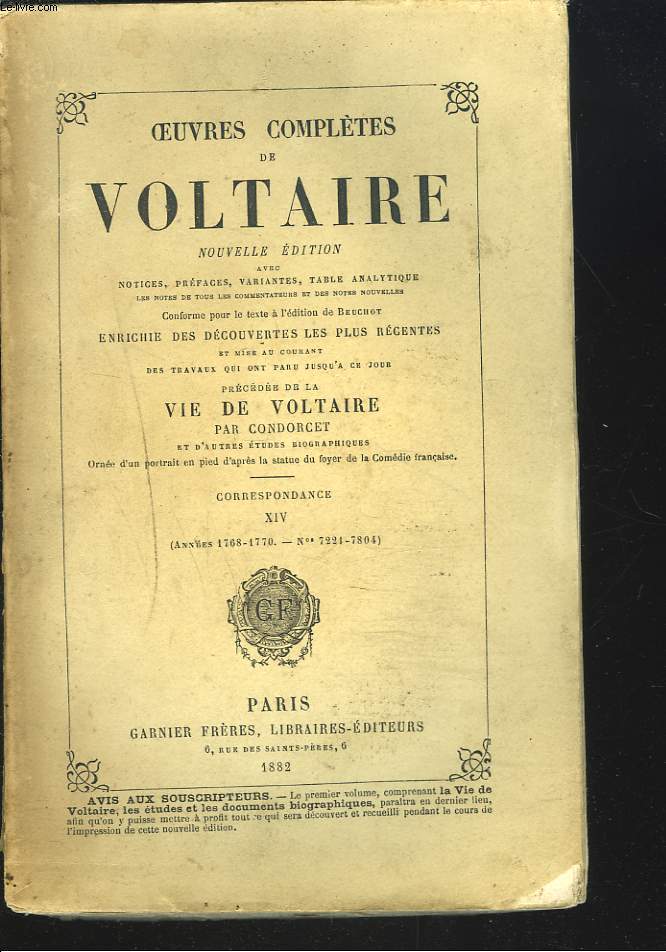 Le-livre.com
ŒUVRES COMPLÈTES
DE
VOLTAIRE
NOUVELLE ÉDITION
AVEC
NOTICES, PRÉFACES, VARIANTES, TABLE ANALYTIQUE
LES NOTES DE TOUS LES COMMENTATEURS ET DES NOTES NOUVELLES
Conforme pour le texte à l'édition de BEUCHOT
ENRICHIE DES DÉCOUVERTES LES PLUS RÉCENTES
ET MISE AU COURANT
DES TRAVAUX QUI ONT PARU JUSQU'A CE JOUR
PRÉCÉDÉE DE LA
VIE DE VOLTAIRE
PAR CONDORCET
ET D'AUTRES ÉTUDES BIOGRAPHIQUES
Ornée d'un portrait en pied d'après la statue du foyer de la Comédie française.
CORRESPONDANCE
XIV
(ANNÉES 1768-1770. — Nos 7221-7804)
GF
PARIS
GARNIER FRÈRES, LIBRAIRES-ÉDITEURS
6, RUE DES SAINTS-PÈRES, 6
1882
AVIS AUX SOUSCRIPTEURS. — Le premier volume, comprenant la Vie de
Voltaire, les études et les documents biographiques, paraîtra en dernier lieu,
afin qu'on y puisse mettre à profit tout ce qui sera découvert et recueilli pendant le cours de
l'impression de cette nouvelle édition.